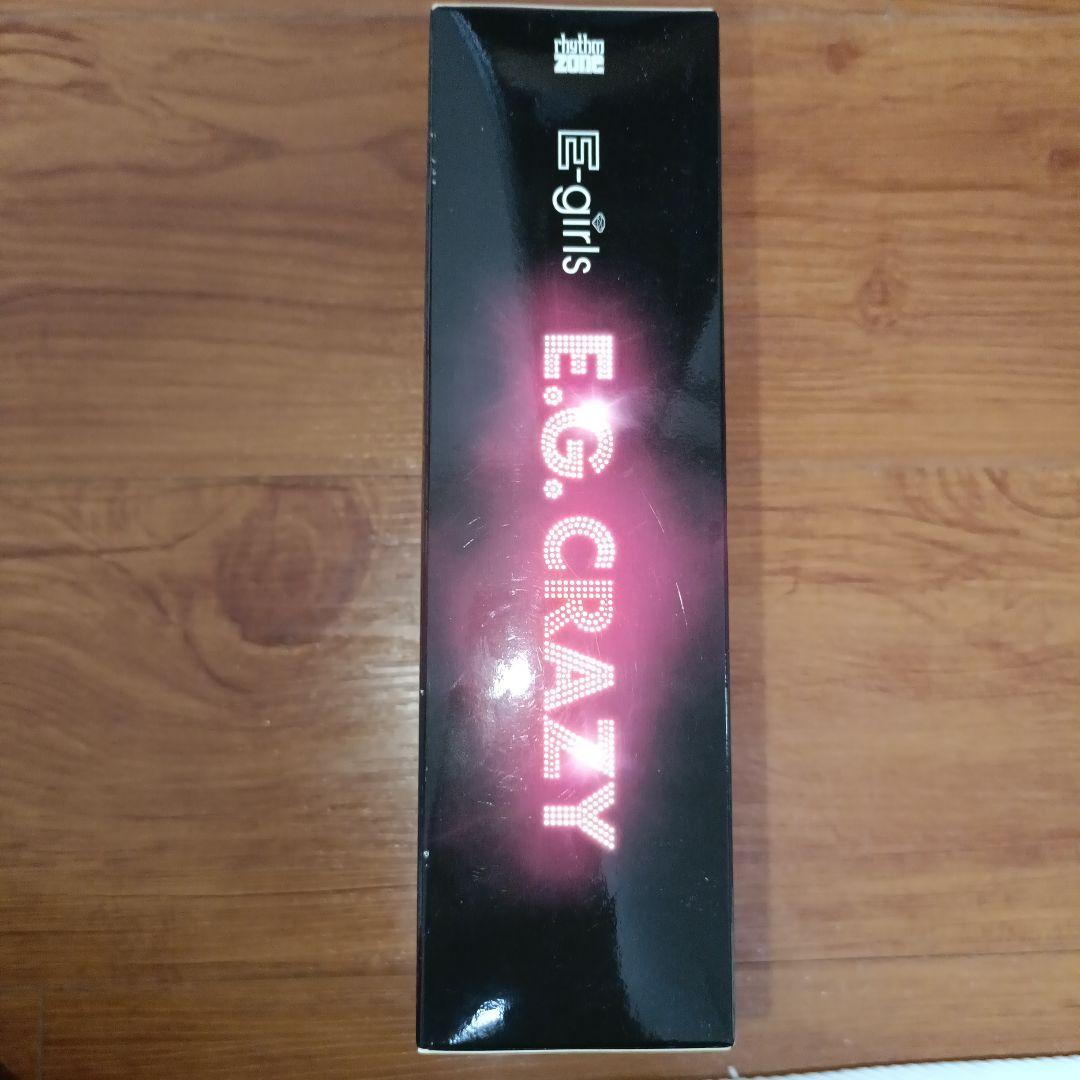 rhythm
zone
E-girls
E.G. CRAZY